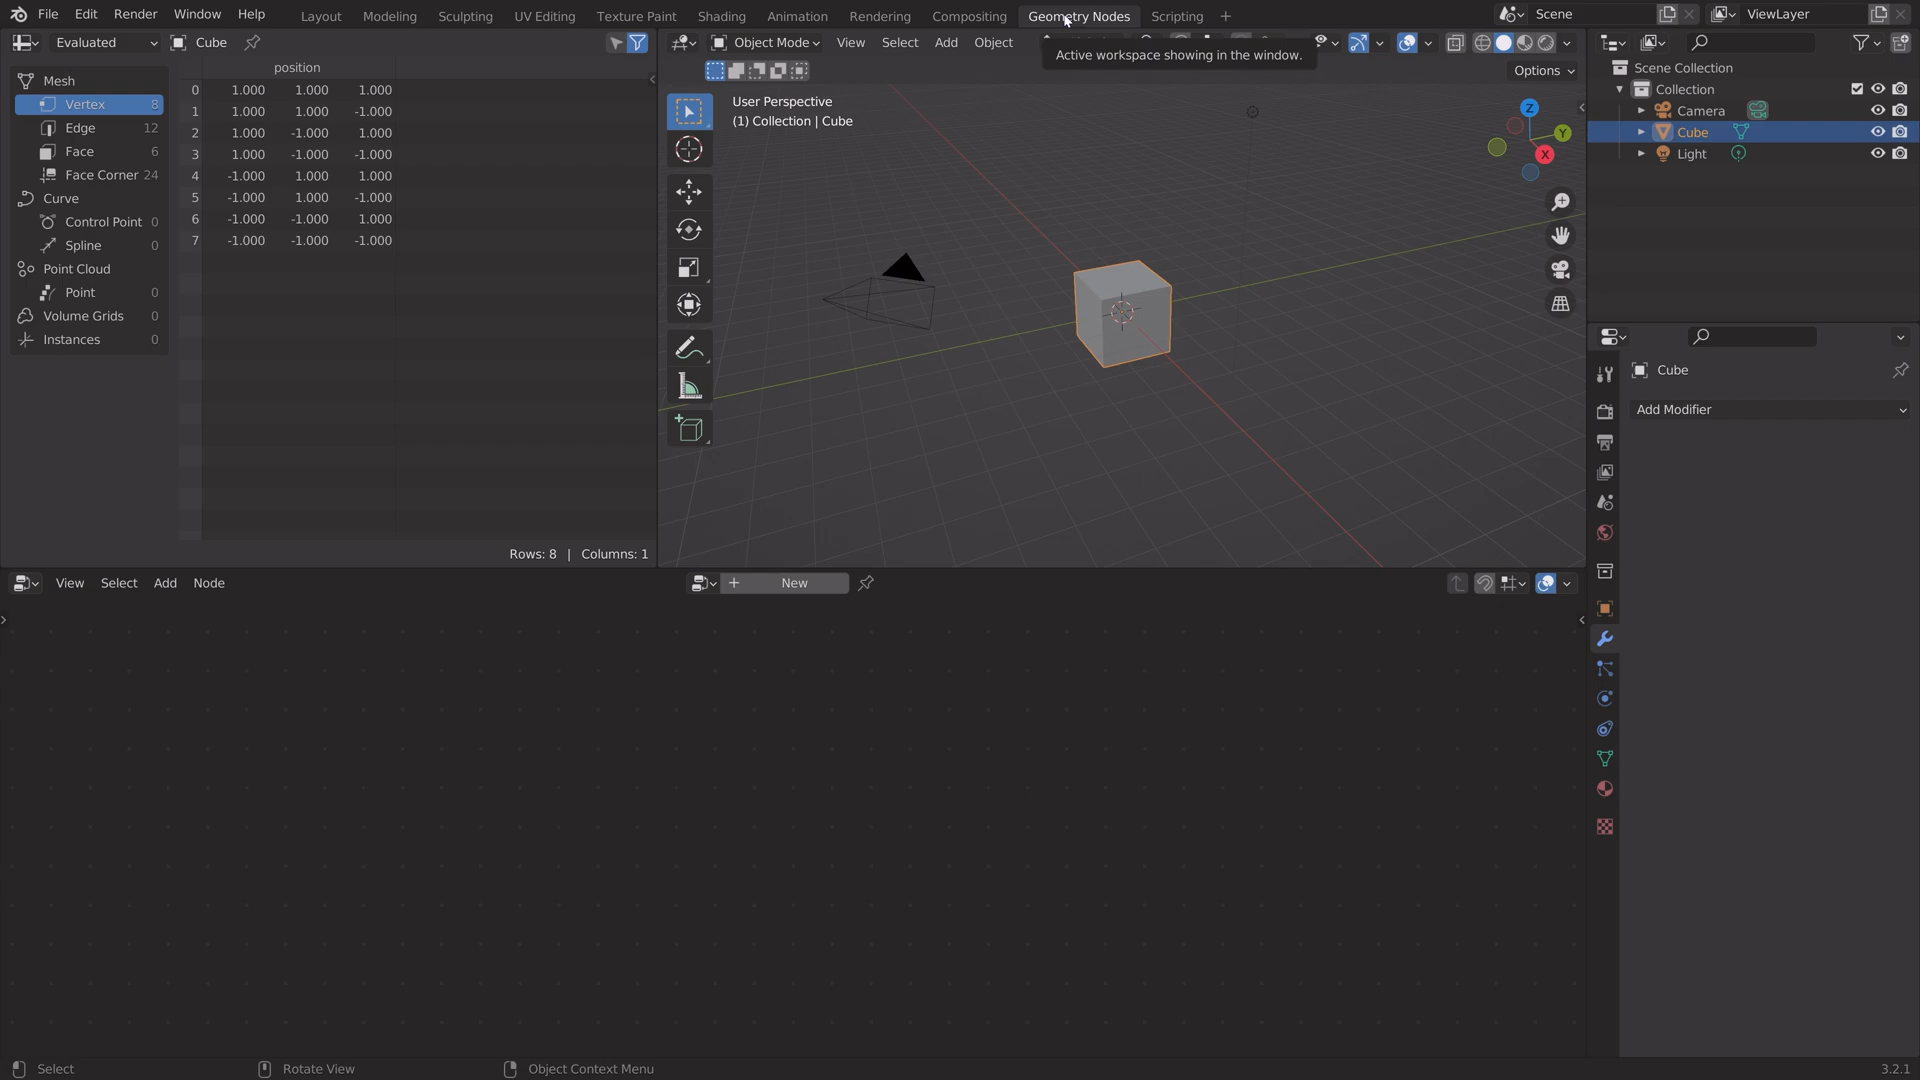 File Edit Render Window Help Layout Modeling Sculpting UV Editing Texture Paint Shading Animation Rendering Compositing Geometry Nodes Scripting + Scene ViewLayer
Evaluated Cube
Object Mode View Select Add Object
Active workspace showing in the window.
Options
position
Mesh
Vertex 8
Edge 12
Face 6
Face Corner 24
Curve
Control Point 0
Spline 0
Point Cloud
Point 0
Volume Grids 0
Instances 0
0 1.000 1.000 1.000
1 1.000 1.000 -1.000
2 1.000 -1.000 1.000
3 1.000 -1.000 -1.000
4 -1.000 1.000 1.000
5 -1.000 1.000 -1.000
6 -1.000 -1.000 1.000
7 -1.000 -1.000 -1.000
Rows: 8 | Columns: 1
User Perspective
(1) Collection | Cube
Z
Y
X
Scene Collection
Collection
Camera
Cube
Light
Cube
Add Modifier
View Select Add Node + New
Select Rotate View Object Context Menu 3.2.1